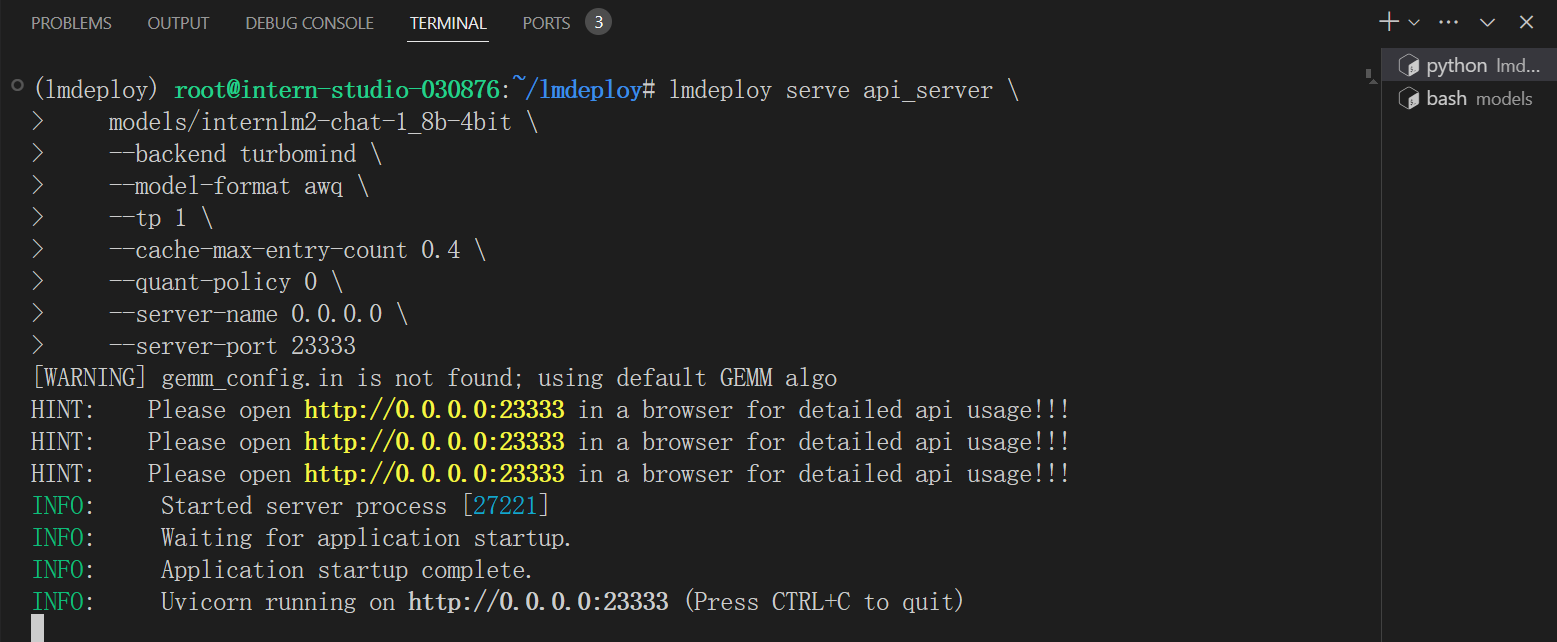 PROBLEMS OUTPUT DEBUG CONSOLE TERMINAL PORTS 3
(lmdeploy) root@intern-studio-030876:~/lmdeploy# lmdeploy serve api_server \
> models/internlm2-chat-1_8b-4bit \
> --backend turbomind \
> --model-format awq \
> --tp 1 \
> --cache-max-entry-count 0.4 \
> --quant-policy 0 \
> --server-name 0.0.0.0 \
> --server-port 23333
[WARNING] gemm_config.in is not found; using default GEMM algo
HINT: Please open http://0.0.0.0:23333 in a browser for detailed api usage!!!
HINT: Please open http://0.0.0.0:23333 in a browser for detailed api usage!!!
HINT: Please open http://0.0.0.0:23333 in a browser for detailed api usage!!!
INFO: Started server process [27221]
INFO: Waiting for application startup.
INFO: Application startup complete.
INFO: Uvicorn running on http://0.0.0.0:23333 (Press CTRL+C to quit)
python lmd...
bash models